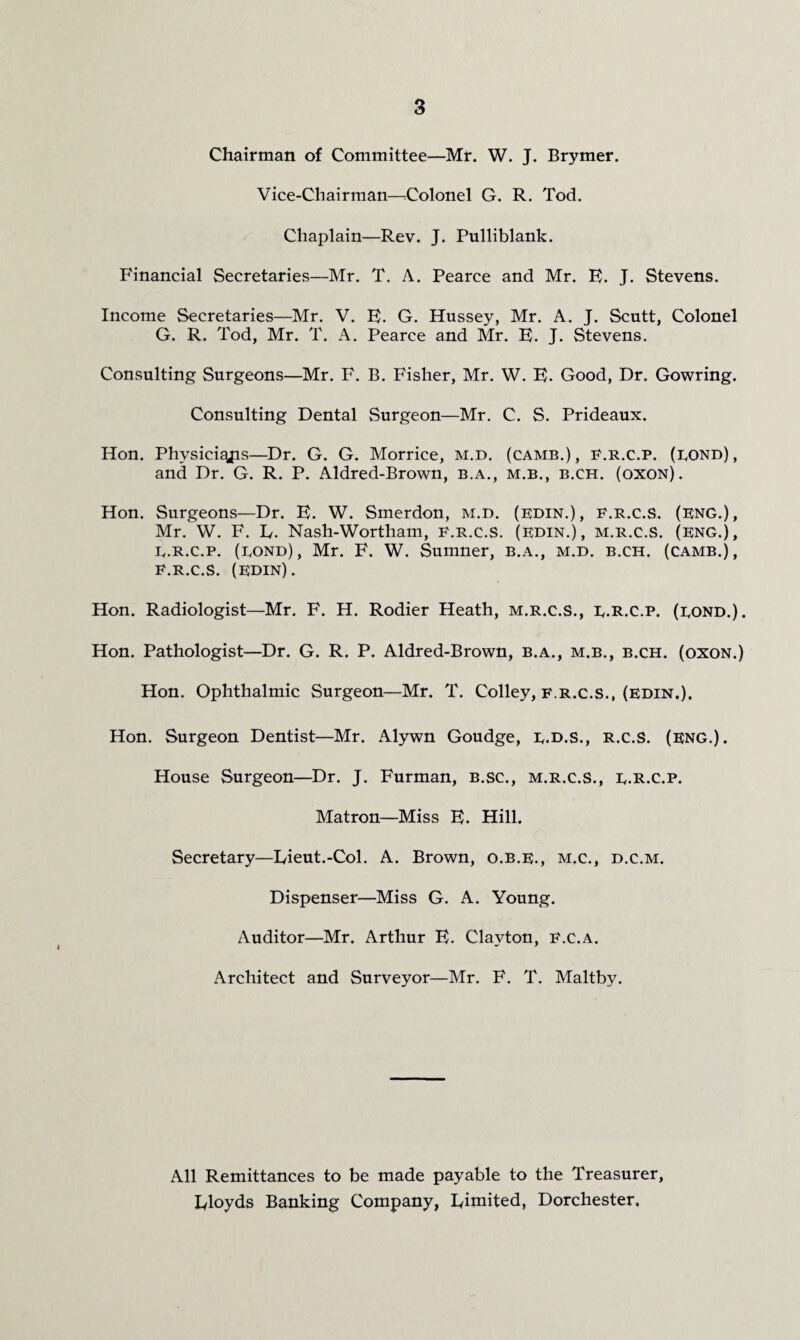 3
Chairman of Committee—Mr. W. J. Brymer.
Vice-Chairman—Colonel G. R. Tod.
Chaplain—Rev. J. Pulliblank.
Financial Secretaries—Mr. T. A. Pearce and Mr. E. J. Stevens.
Income Secretaries—Mr. V. E. G. Hussey, Mr. A. J. Scutt, Colonel
G. R. Tod, Mr. T. A. Pearce and Mr. E. J. Stevens.
Consulting Surgeons—Mr. F. B. Fisher, Mr. W. E. Good, Dr. Gowring.
Consulting Dental Surgeon—Mr. C. S. Prideaux.
Hon. Physicians—Dr. G. G. Morrice, M.D. (CAMB.), F.R.C.P. (LOND),
and Dr. G. R. P. Aldred-Brown, B.A., M.B., B.CH. (OXON).
Hon. Surgeons—Dr. E. W. Smerdon, M.D. (EDIN.), F.R.C.S. (ENG.),
Mr. W. F. L. Nash-Wortham, F.R.C.S. (EDIN.), M.R.C.S. (ENG.),
L.R.C.P. (LOND), Mr. F. W. Sumner, B.A., M.D. B.CH. (CAMB.),
F.R.C.S. (EDIN).
Hon. Radiologist—Mr. F. H. Rodier Heath, M.R.C.S., L.R.C.P. (LOND.).
Hon. Pathologist—Dr. G. R. P. Aldred-Brown, B.A., M.B., B.CH. (OXON.)
Hon. Ophthalmic Surgeon—Mr. T. Colley, F.R.C.S., (EDIN.).
Hon. Surgeon Dentist—Mr. Alywn Goudge, L.D.S., R.C.S. (ENG.).
House Surgeon—Dr. J. Furman, B.SC., M.R.C.S., L.R.C.P.
Matron—Miss E. Hill.
Secretary—Lieut.-Col. A. Brown, O.B.E., M.C., D.C.M.
Dispenser—Miss G. A. Young.
Auditor—Mr. Arthur E. Clayton, F.C.A.
Architect and Surveyor—Mr. F. T. Maltby.
All Remittances to be made payable to the Treasurer,
Lloyds Banking Company, Limited, Dorchester.